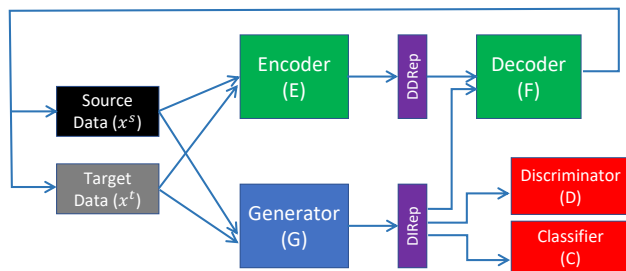 Source
Data (x^s)
Target
Data (x^t)
Encoder
(E)
Generator
(G)
DDRep
DIRep
Decoder
(F)
Discriminator
(D)
Classifier
(C)